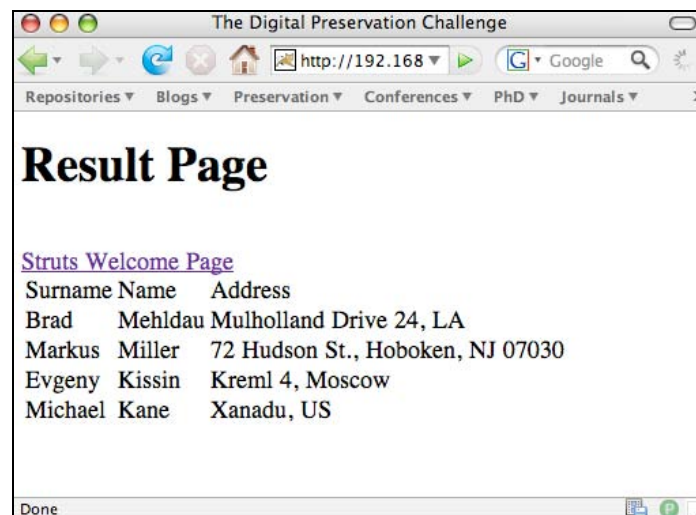 The Digital Preservation Challenge
http://192.168 Google
Repositories Blogs Preservation Conferences PhD Journals
Result Page
Struts Welcome Page
Surname Name Address
Brad Mehldau Mulholland Drive 24, LA
Markus Miller 72 Hudson St., Hoboken, NJ 07030
Evgeny Kissin Kreml 4, Moscow
Michael Kane Xanadu, US
Done